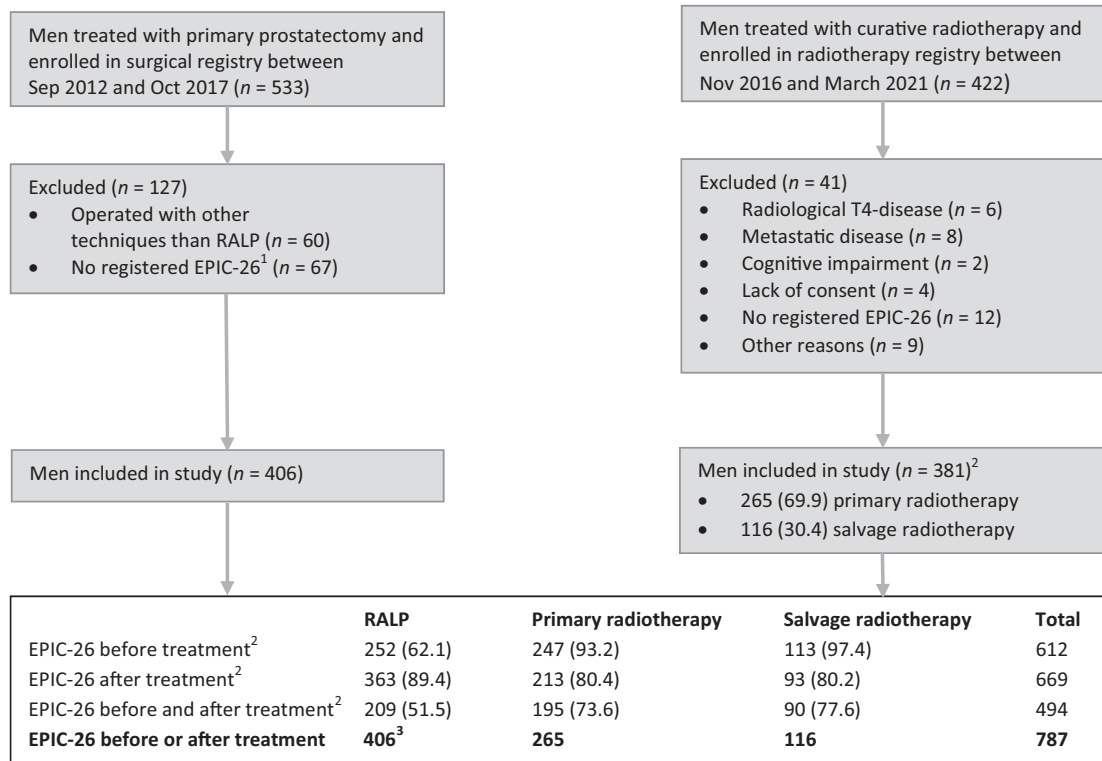 Men treated with primary prostatectomy and
enrolled in surgical registry between
Sep 2012 and Oct 2017 (n = 533)
Men treated with curative radiotherapy and
enrolled in radiotherapy registry between
Nov 2016 and March 2021 (n = 422)
Excluded (n = 127)
• Operated with other
techniques than RALP (n = 60)
• No registered EPIC-26¹ (n = 67)
Excluded (n = 41)
• Radiological T4-disease (n = 6)
• Metastatic disease (n = 8)
• Cognitive impairment (n = 2)
• Lack of consent (n = 4)
• No registered EPIC-26 (n = 12)
• Other reasons (n = 9)
Men included in study (n = 406)
Men included in study (n = 381)²
• 265 (69.9) primary radiotherapy
• 116 (30.4) salvage radiotherapy
RALP Primary radiotherapy Salvage radiotherapy Total
EPIC-26 before treatment² 252 (62.1) 247 (93.2) 113 (97.4) 612
EPIC-26 after treatment² 363 (89.4) 213 (80.4) 93 (80.2) 669
EPIC-26 before and after treatment² 209 (51.5) 195 (73.6) 90 (77.6) 494
EPIC-26 before or after treatment 406³ 265 116 787